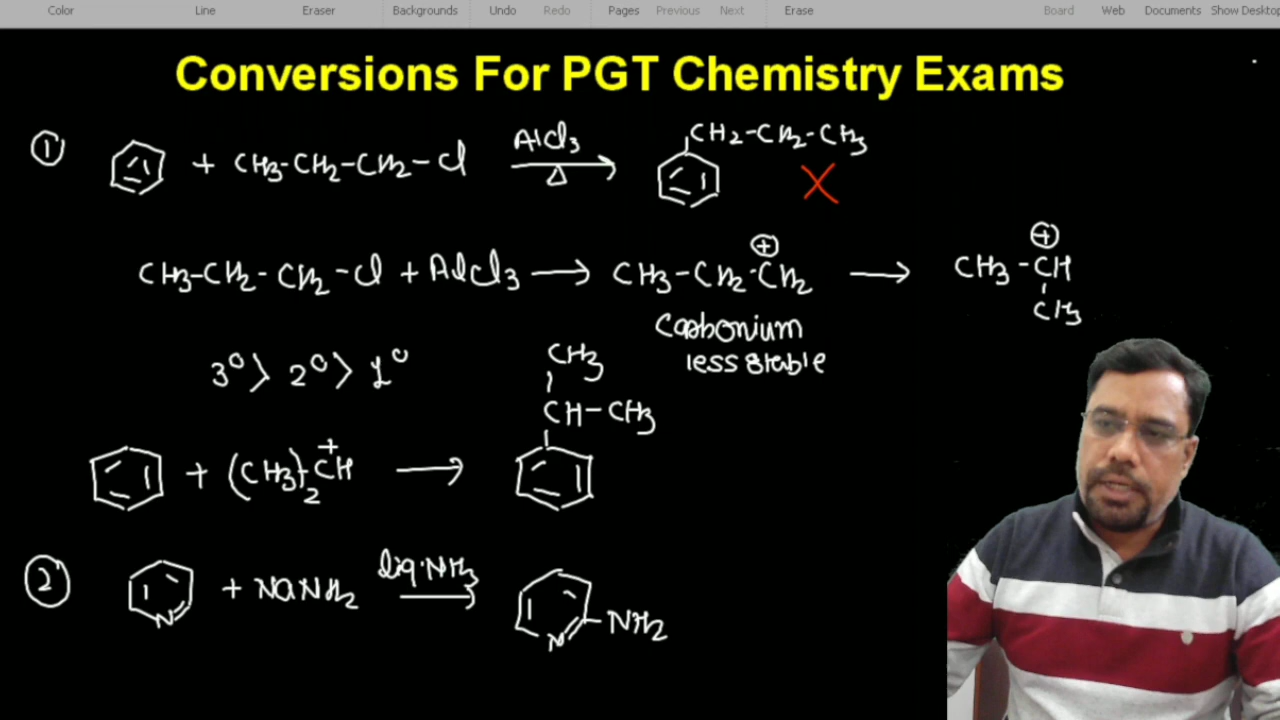 Color Line Eraser Backgrounds Undo Redo Pages Previous Next Erase Board Web Documents Show Desktop
Conversions For PGT Chemistry Exams
① + CH3-CH2-CH2-Cl AlCl3 Δ CH2-CH2-CH3 X
CH3-CH2-CH2-Cl + AlCl3 → CH3-CH2-CH2 ⊕ → CH3-CH ⊕
CH3
Carbonium
less stable
3° > 2° > 1°
CH3
CH-CH3
+ (CH3)2 CH+ →
② N + NaNH2 liq·NH3 → N NH2